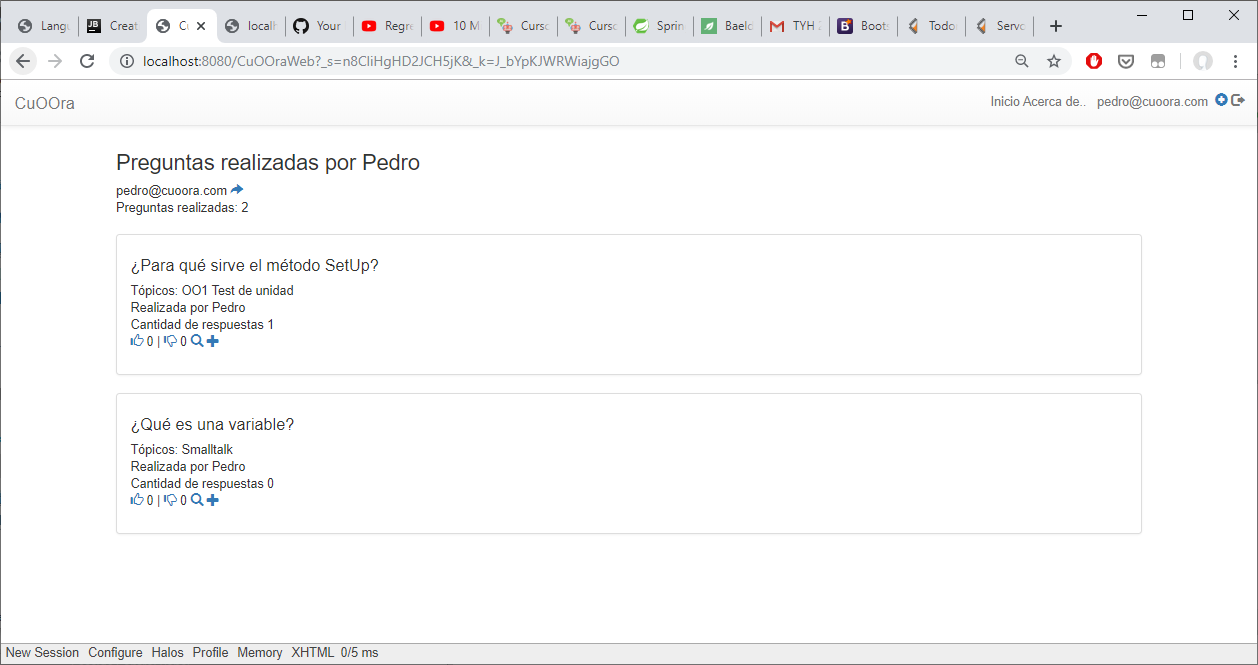 Langu Creat Cu localh Your Regre 10 M Curso Curso Sprin Baeld TYH Boots Todo Servo
localhost:8080/CuOOraWeb?_s=n8CliHgHD2JCH5jK&_k=J_bYpKJWRWiajgGO
CuOOra
Inicio Acerca de.. pedro@cuoora.com
Preguntas realizadas por Pedro
pedro@cuoora.com
Preguntas realizadas: 2
¿Para qué sirve el método SetUp?
Tópicos: OO1 Test de unidad
Realizada por Pedro
Cantidad de respuestas 1
0 | 0
¿Qué es una variable?
Tópicos: Smalltalk
Realizada por Pedro
Cantidad de respuestas 0
0 | 0
New Session Configure Halos Profile Memory XHTML 0/5 ms